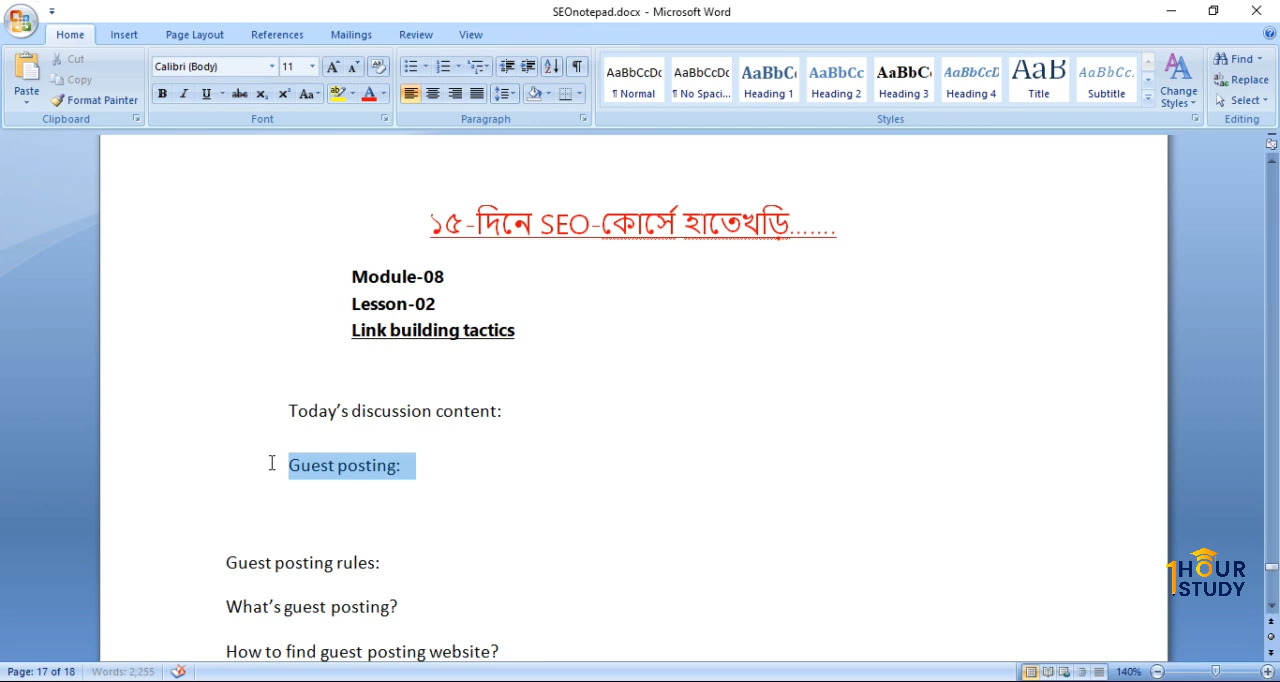 SEOnotepad.docx - Microsoft Word
Home Insert Page Layout References Mailings Review View
Paste
Cut
Copy
Format Painter
Clipboard
Calibri (Body) 11
Font
Paragraph
AaBbCcDc AaBbCcDc AaBbC AaBbCc AaBbC AaBbCcD AaB AaBbCc.
¶ Normal ¶ No Spaci... Heading 1 Heading 2 Heading 3 Heading 4 Title Subtitle
Change Styles
Styles
Find
Replace
Select
Editing
১৫-দিনে SEO-কোর্সে হাতেখড়ি.......
Module-08
Lesson-02
Link building tactics
Today's discussion content:
Guest posting:
Guest posting rules:
What's guest posting?
How to find guest posting website?
1HOUR
STUDY
Page: 17 of 18 Words: 2,255 140%